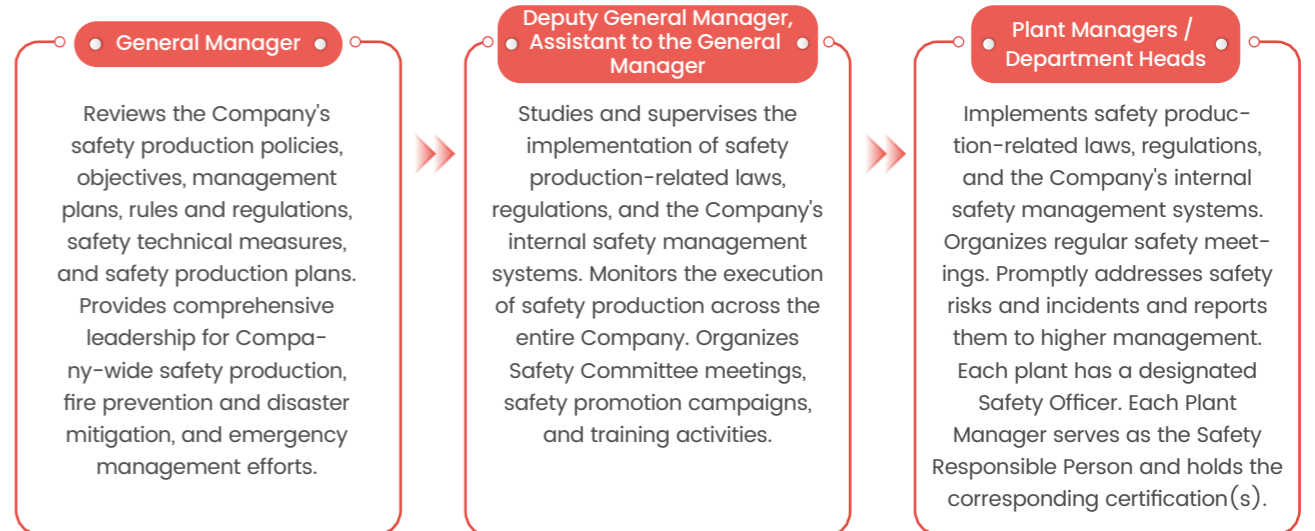 General Manager
Reviews the Company's
safety production policies,
objectives, management
plans, rules and regulations,
safety technical measures,
and safety production plans.
Provides comprehensive
leadership for Compa-
ny-wide safety production,
fire prevention and disaster
mitigation, and emergency
management efforts.
Deputy General Manager,
Assistant to the General
Manager
Studies and supervises the
implementation of safety
production-related laws,
regulations, and the Company's
internal safety management
systems. Monitors the execution
of safety production across the
entire Company. Organizes
Safety Committee meetings,
safety promotion campaigns,
and training activities.
Plant Managers /
Department Heads
Implements safety produc-
tion-related laws, regulations,
and the Company's internal
safety management systems.
Organizes regular safety meet-
ings. Promptly addresses safety
risks and incidents and reports
them to higher management.
Each plant has a designated
Safety Officer. Each Plant
Manager serves as the Safety
Responsible Person and holds the
corresponding certification(s).